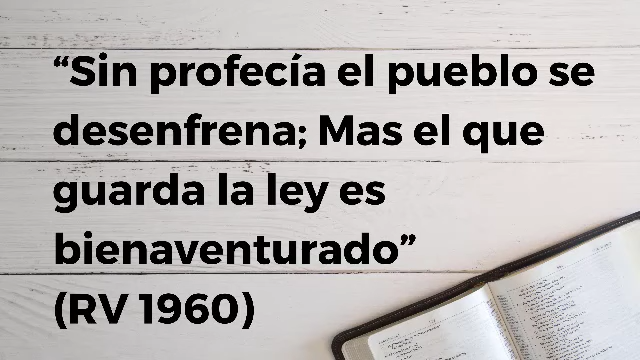 “Sin profecía el pueblo se
desenfrena; Mas el que
guarda la ley es
bienaventurado”
(RV 1960)